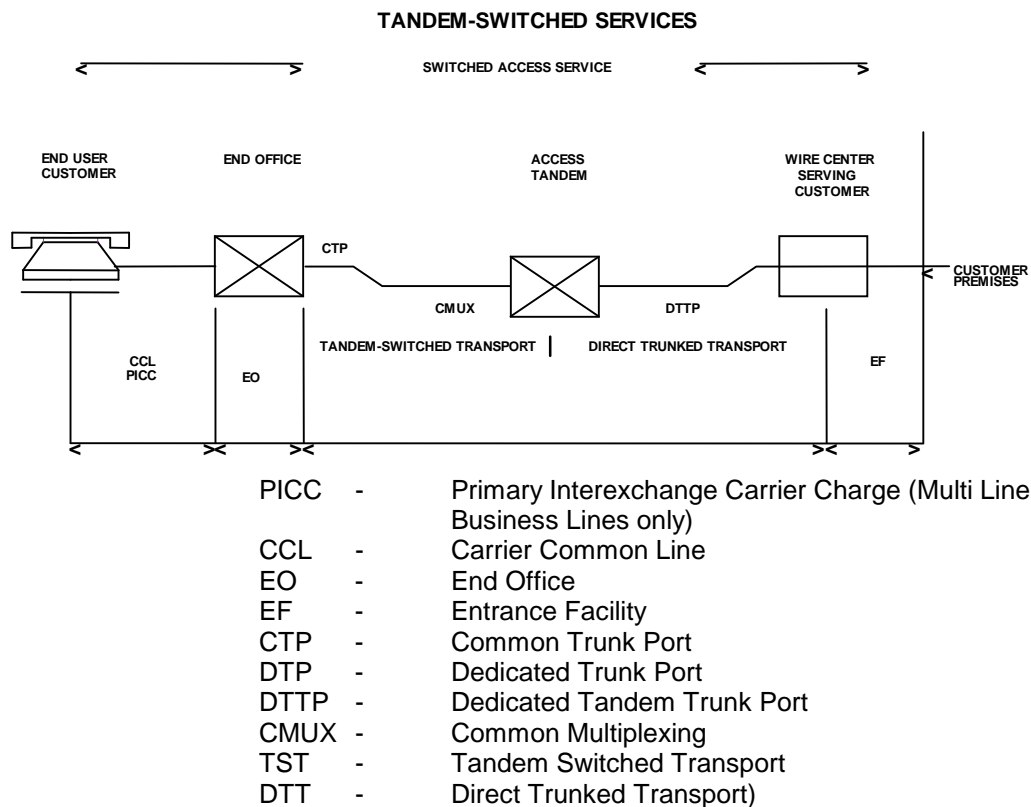 TANDEM-SWITCHED SERVICES
SWITCHED ACCESS SERVICE
END USER
CUSTOMER
END OFFICE
ACCESS
TANDEM
WIRE CENTER
SERVING
CUSTOMER
CTP
CUSTOMER
PREMISES
CMUX
DTTP
TANDEM-SWITCHED TRANSPORT
DIRECT TRUNKED TRANSPORT
CCL
PICC
EO
EF
PICC - Primary Interexchange Carrier Charge (Multi Line
Business Lines only)
CCL - Carrier Common Line
EO - End Office
EF - Entrance Facility
CTP - Common Trunk Port
DTP - Dedicated Trunk Port
DTTP - Dedicated Tandem Trunk Port
CMUX - Common Multiplexing
TST - Tandem Switched Transport
DTT - Direct Trunked Transport)